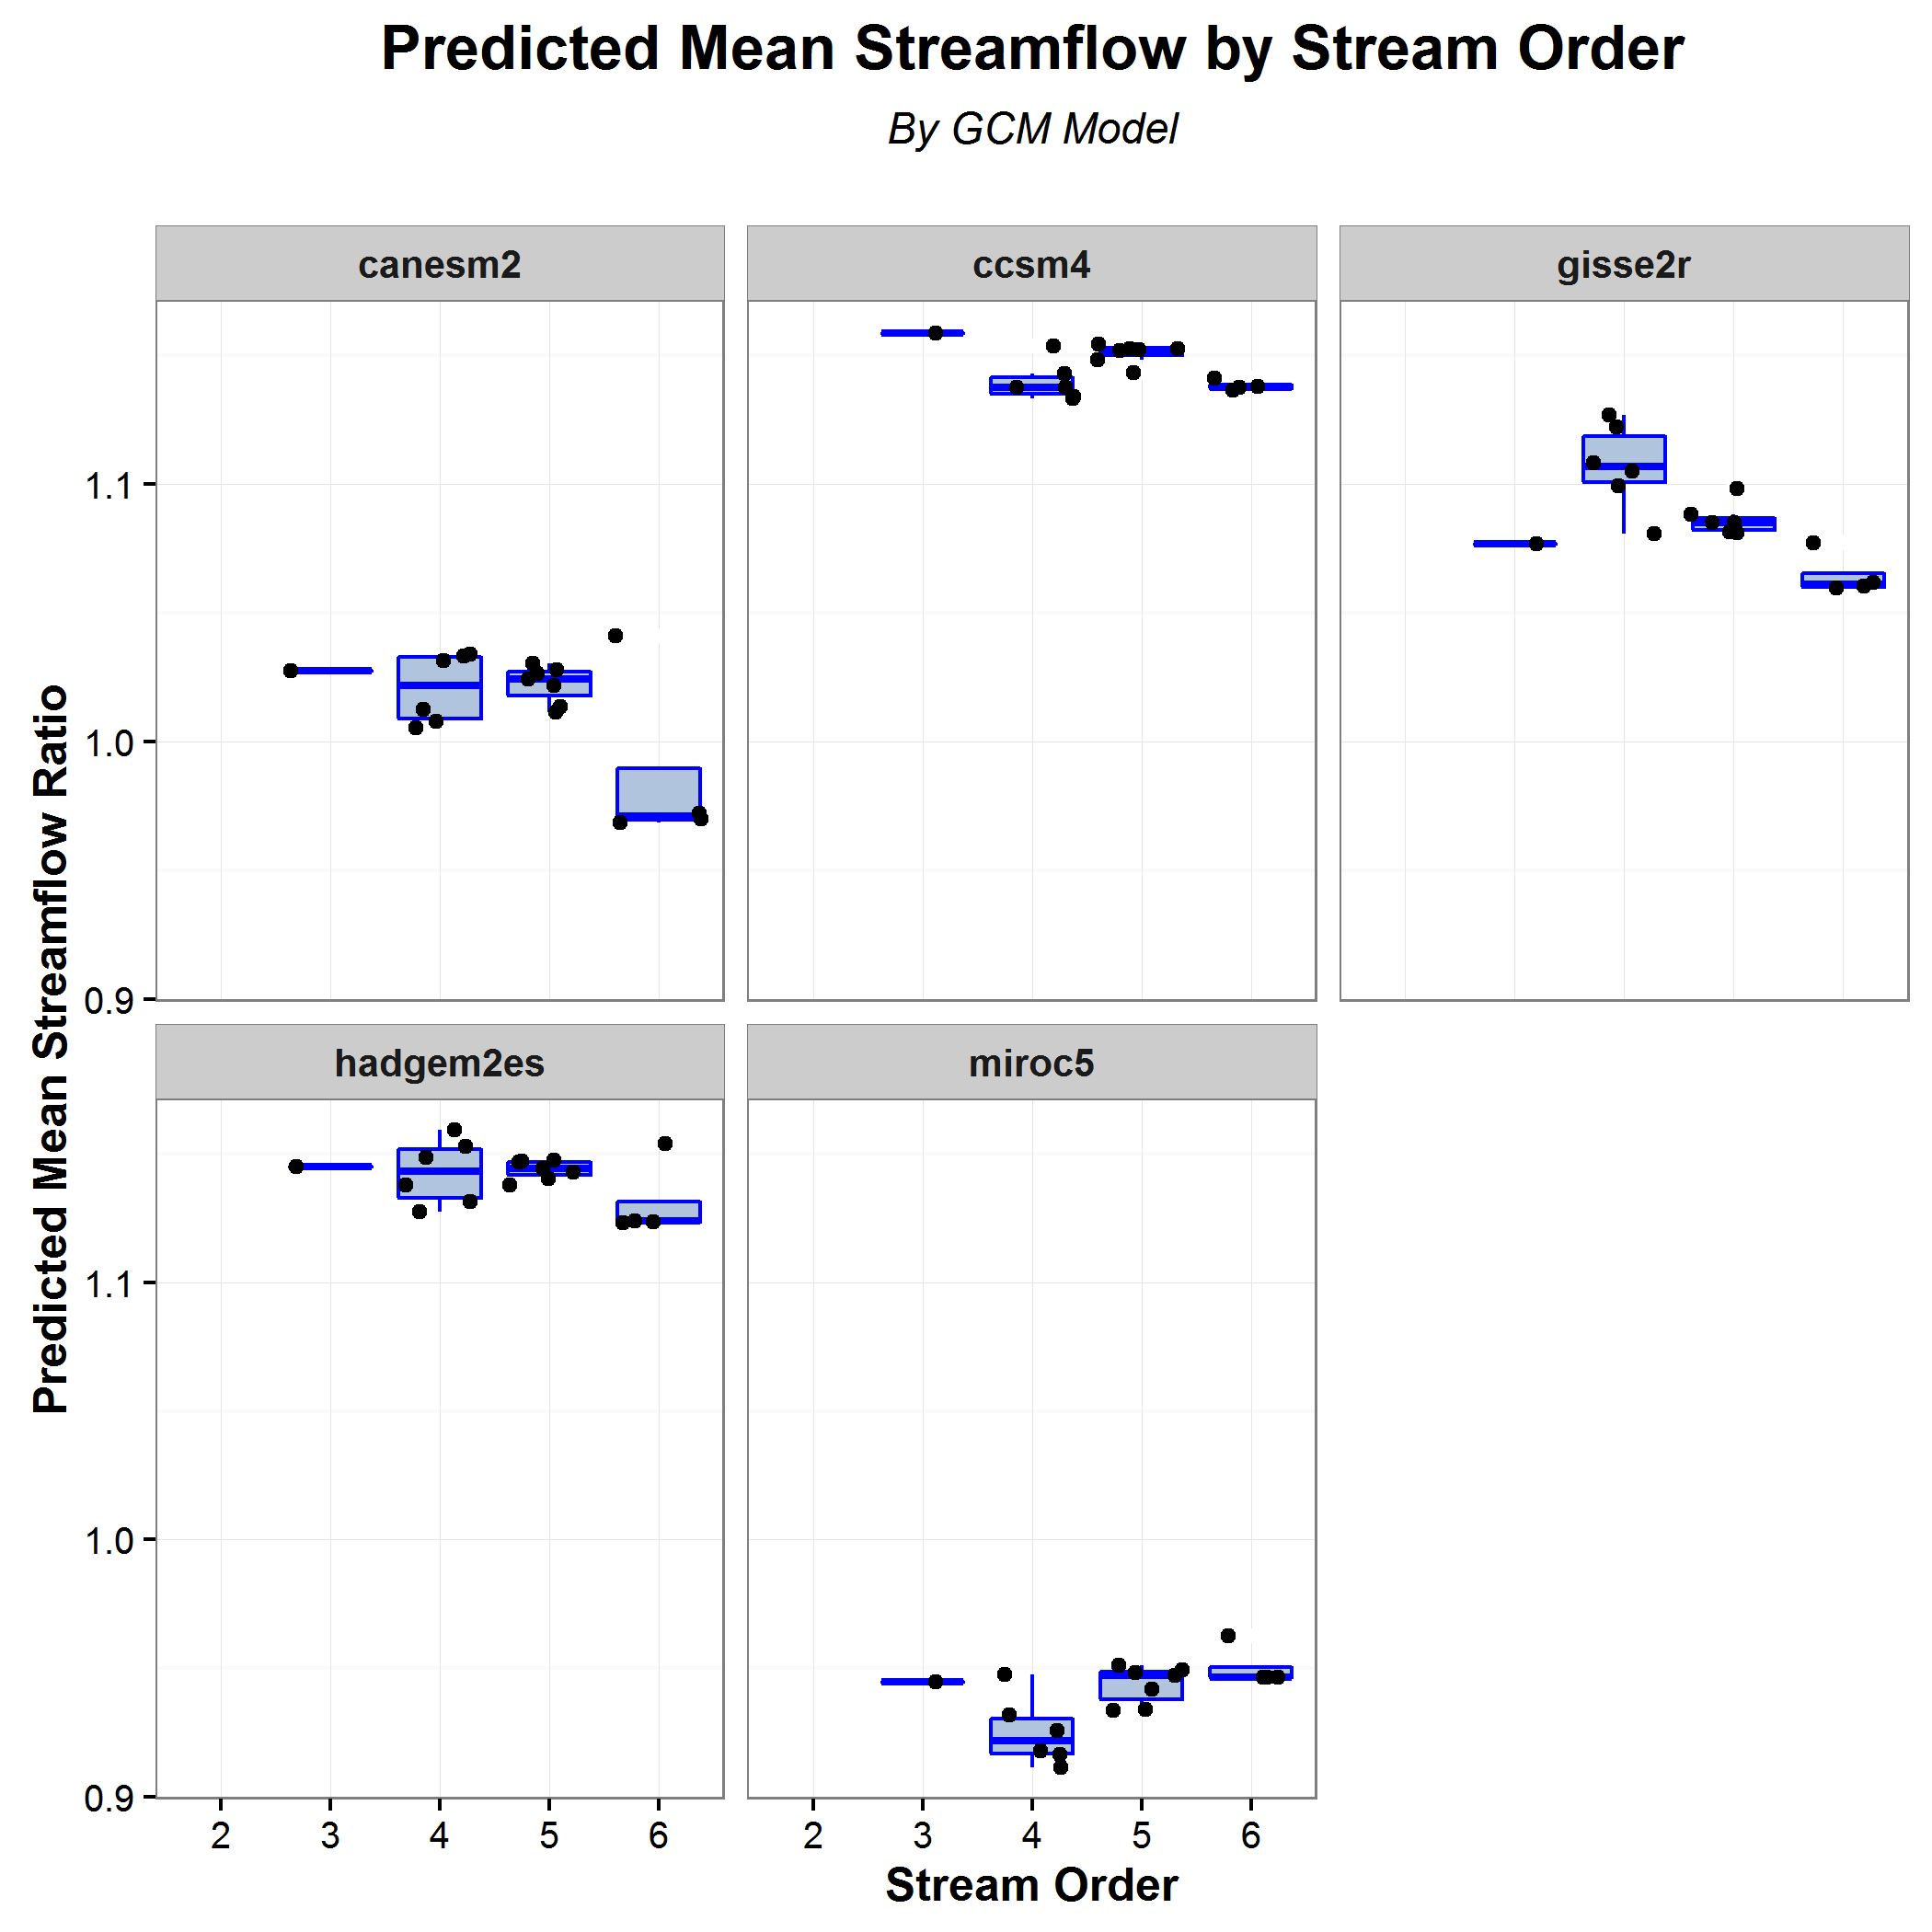 Predicted Mean Streamflow by Stream Order
By GCM Model
canesm2
ccsm4
gisse2r
1.1
1.0
0.9
Predicted Mean Streamflow Ratio
hadgem2es
miroc5
1.1
1.0
0.9
2 3 4 5 6
2 3 4 5 6
Stream Order